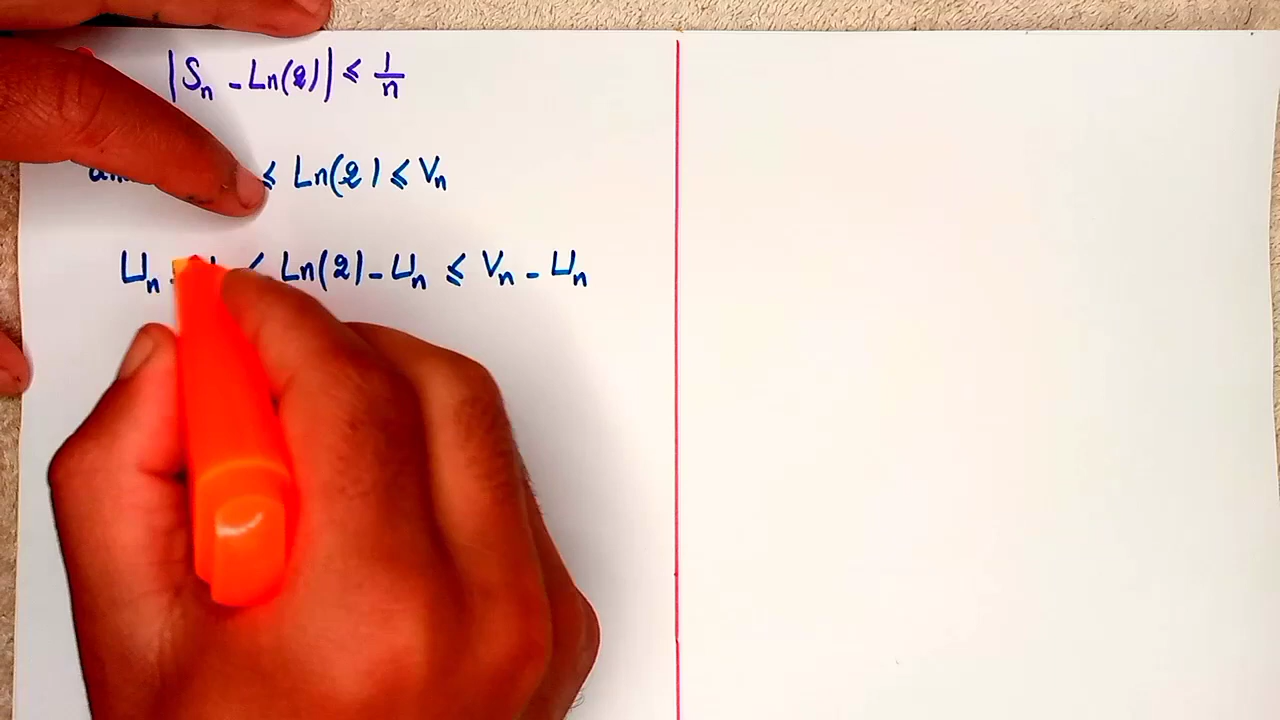 |Sn - Ln(2)| ≤ 1/n
≤ Ln(2) ≤ Vn
Un - ≤ Ln(2) - Un ≤ Vn - Un